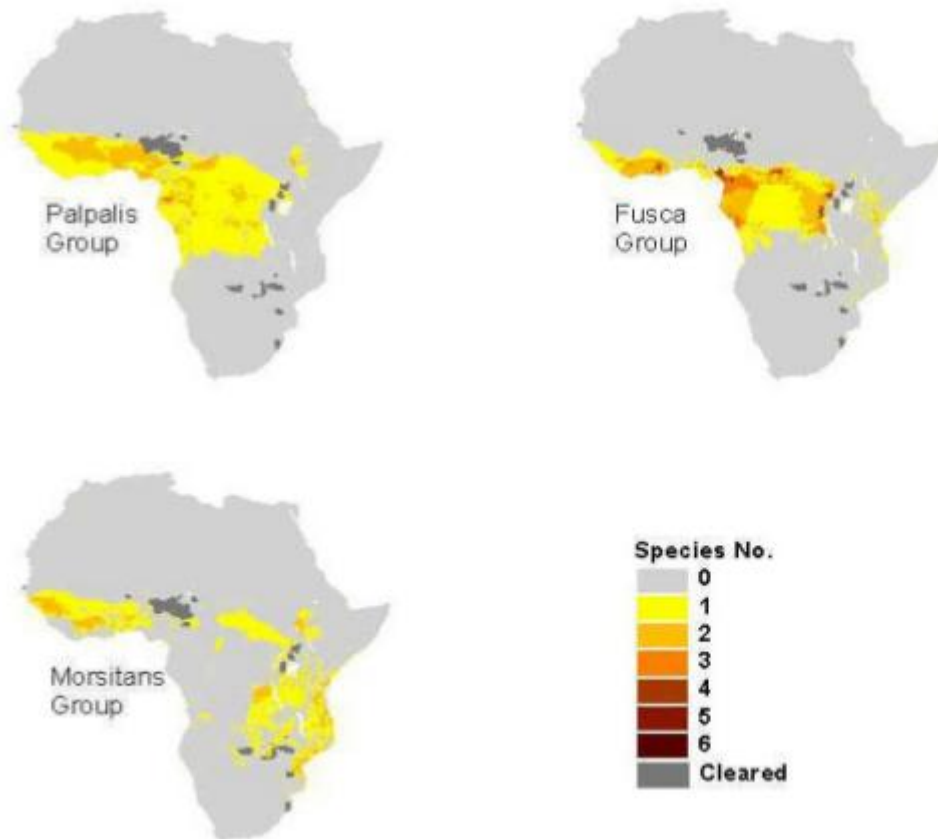 Palpalis
Group
Fusca
Group
Morsitans
Group
Species No.
0
1
2
3
4
5
6
Cleared